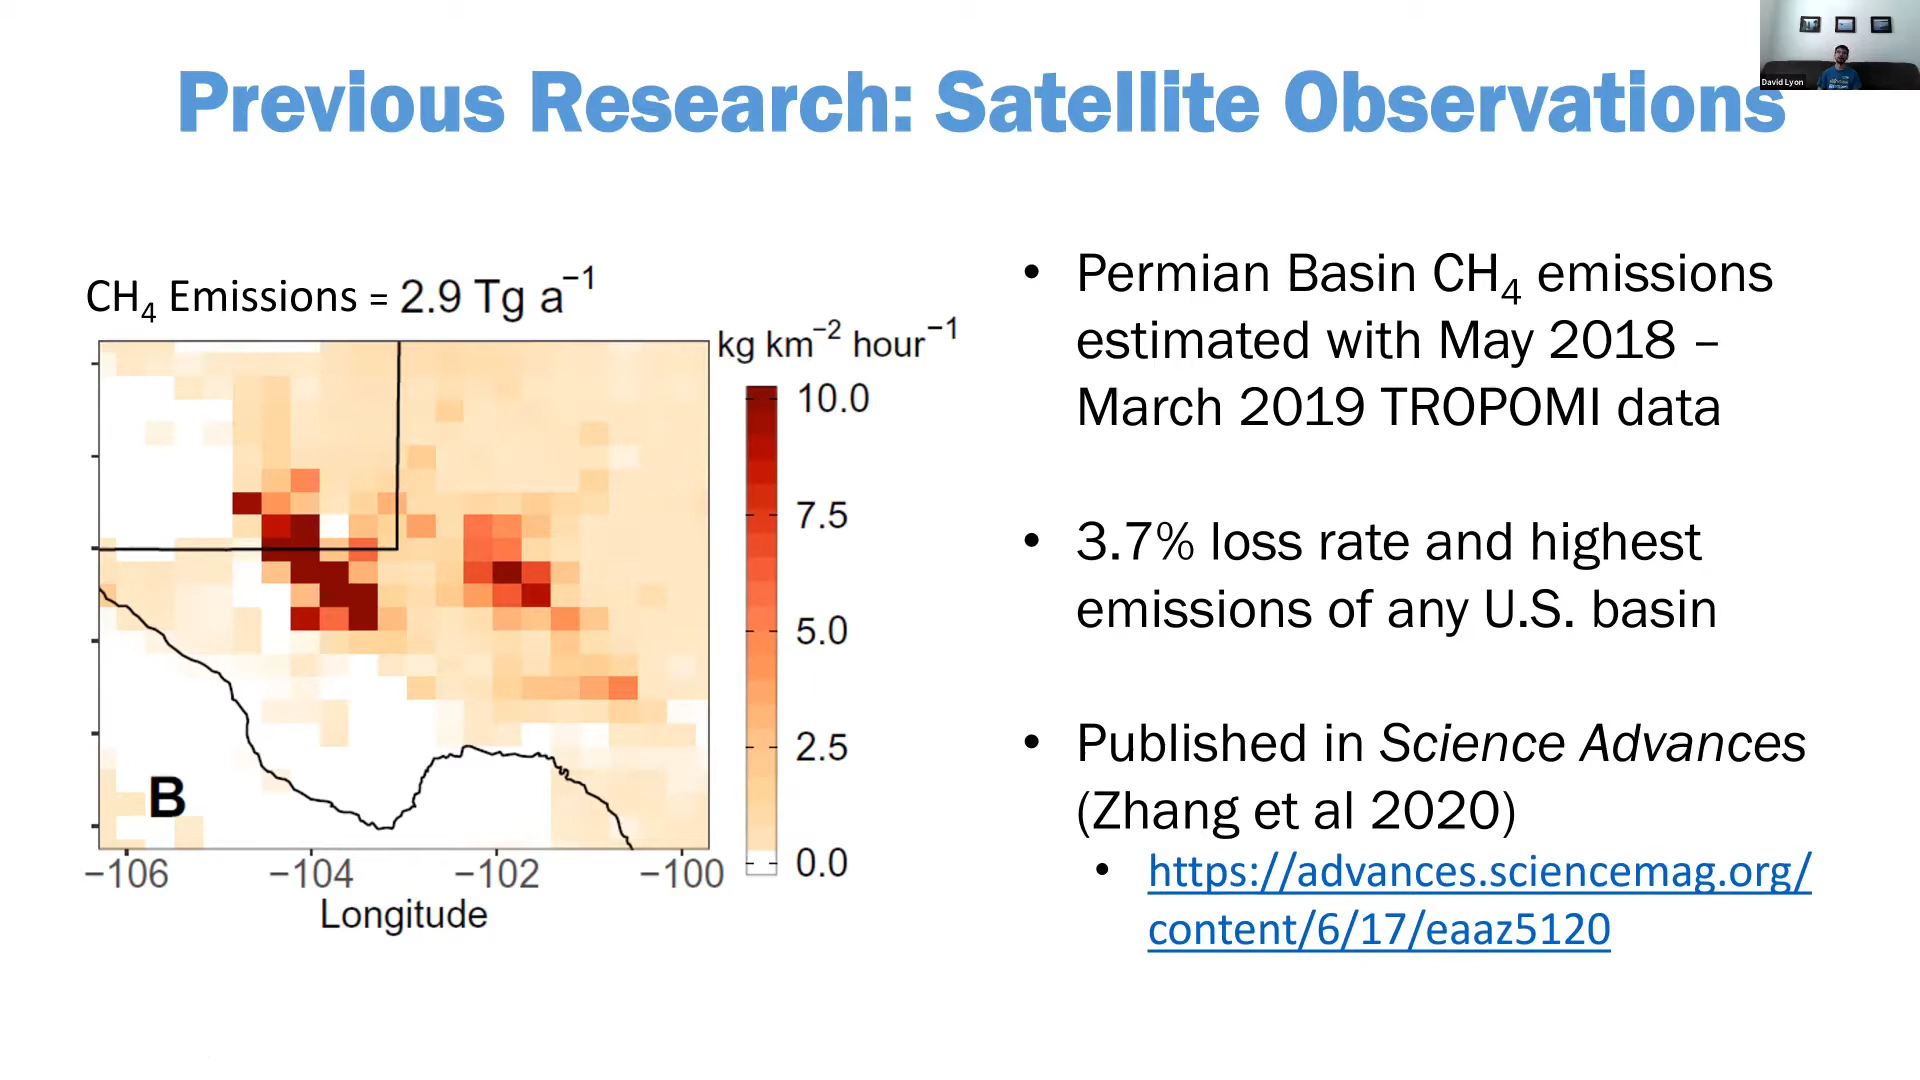 Previous Research: Satellite Observations
David Lyon
CH₄ Emissions = 2.9 Tg a⁻¹
kg km⁻² hour⁻¹
10.0
7.5
5.0
2.5
0.0
B
−106 −104 −102 −100
Longitude
• Permian Basin CH₄ emissions
estimated with May 2018 –
March 2019 TROPOMI data
• 3.7% loss rate and highest
emissions of any U.S. basin
• Published in Science Advances
(Zhang et al 2020)
• https://advances.sciencemag.org/
content/6/17/eaaz5120